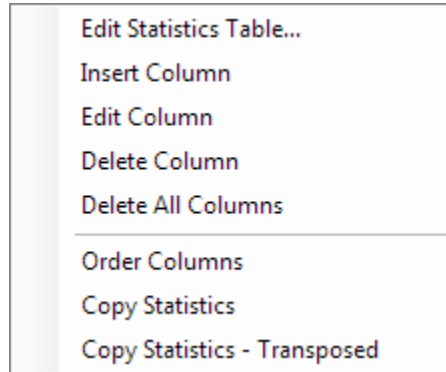 Edit Statistics Table...
Insert Column
Edit Column
Delete Column
Delete All Columns
Order Columns
Copy Statistics
Copy Statistics - Transposed